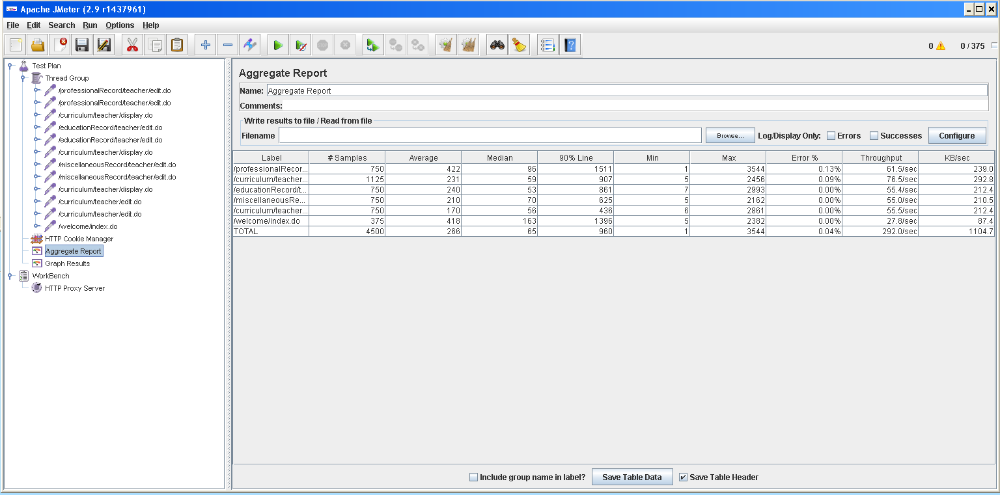 Apache JMeter (2.9 r1437961)
File Edit Search Run Options Help
0 0 / 375
Test Plan
Thread Group
/professionalRecord/teacher/edit.do
/professionalRecord/teacher/edit.do
/curriculum/teacher/display.do
/educationRecord/teacher/edit.do
/educationRecord/teacher/edit.do
/curriculum/teacher/display.do
/miscellaneousRecord/teacher/edit.do
/miscellaneousRecord/teacher/edit.do
/curriculum/teacher/display.do
/curriculum/teacher/edit.do
/curriculum/teacher/edit.do
/welcome/index.do
HTTP Cookie Manager
Aggregate Report
Graph Results
WorkBench
HTTP Proxy Server
Aggregate Report
Name: Aggregate Report
Comments:
Write results to file / Read from file
Filename Browse... Log/Display Only: Errors Successes Configure
Label # Samples Average Median 90% Line Min Max Error % Throughput KB/sec
/professionalRecor... 750 422 96 1511 1 3544 0.13% 61.5/sec 239.0
/curriculum/teacher... 1125 231 59 907 5 2456 0.09% 76.5/sec 292.8
/educationRecord/t... 750 240 53 861 7 2993 0.00% 55.4/sec 212.4
/miscellaneousRe... 750 210 70 625 5 2162 0.00% 55.0/sec 210.5
/curriculum/teacher... 750 170 56 436 6 2861 0.00% 55.5/sec 212.4
/welcome/index.do 375 418 163 1396 5 2382 0.00% 27.8/sec 87.4
TOTAL 4500 266 65 960 1 3544 0.04% 292.0/sec 1104.7
Include group name in label? Save Table Data Save Table Header